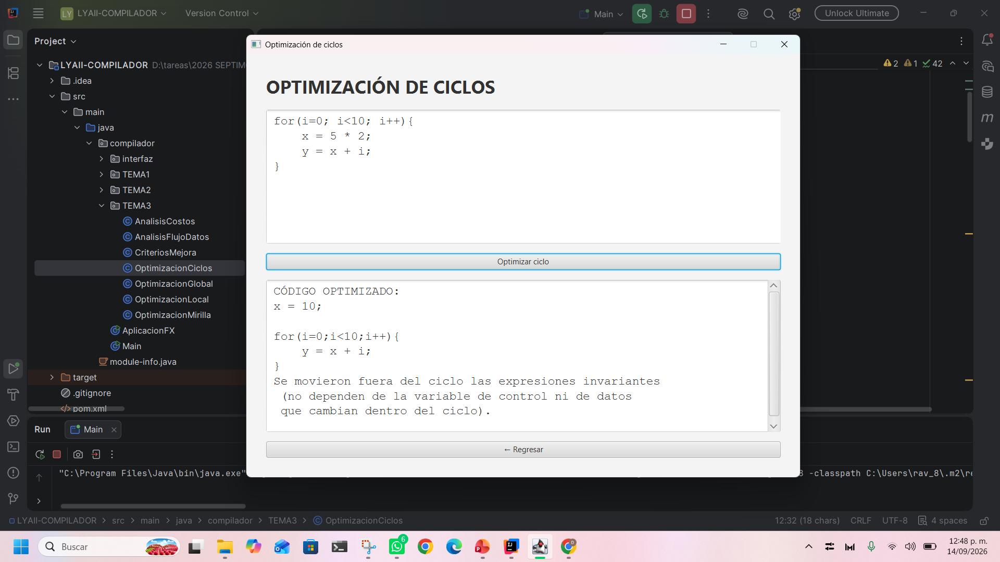 LY LYAII-COMPILADOR Version Control Main Unlock Ultimate
Project
LYAII-COMPILADOR D:\tareas\2026 SEPTIM
.idea
src
main
java
compilador
interfaz
TEMA1
TEMA2
TEMA3
AnalisisCostos
AnalisisFlujoDatos
CriteriosMejora
OptimizacionCiclos
OptimizacionGlobal
OptimizacionLocal
OptimizacionMirilla
AplicacionFX
Main
module-info.java
target
.gitignore
pom.xml
2 1 42
Optimización de ciclos
OPTIMIZACIÓN DE CICLOS
for(i=0; i<10; i++){
x = 5 * 2;
y = x + i;
}
Optimizar ciclo
CÓDIGO OPTIMIZADO:
x = 10;
for(i=0;i<10;i++){
y = x + i;
}
Se movieron fuera del ciclo las expresiones invariantes
(no dependen de la variable de control ni de datos
que cambian dentro del ciclo).
← Regresar
Run Main
"C:\Program Files\Java\bin\java.exe" 8 -classpath C:\Users\rav_8\.m2\re
LYAII-COMPILADOR > src > main > java > compilador > TEMA3 > OptimizacionCiclos 12:32 (18 chars) CRLF UTF-8 4 spaces
Buscar
6
12:48 p. m.
14/09/2026